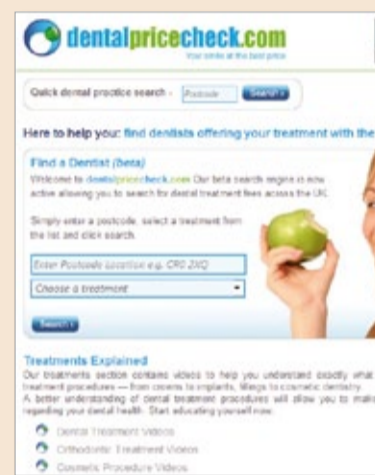 dentalpricecheck.com
Your smile at the best price
Quick dental practice search - Postcode Search
Here to help you: find dentists offering your treatment with the
Find a Dentist (beta)
Welcome to dentalpricecheck.com Our beta search engine is now
active allowing you to search for dental treatment fees across the UK.
Simply enter a postcode, select a treatment from
the list and click search.
Enter Postcode Location e.g. CR0 2XQ
Choose a treatment
Search
Treatments Explained
Our treatments section contains videos to help you understand exactly what
treatment procedures — from crowns to implants, fillings to cosmetic dentistry.
A better understanding of dental treatment procedures will allow you to make
regarding your dental health. Start educating yourself now:
Dental Treatment Videos
Orthodontic Treatment Videos
Cosmetic Procedure Videos